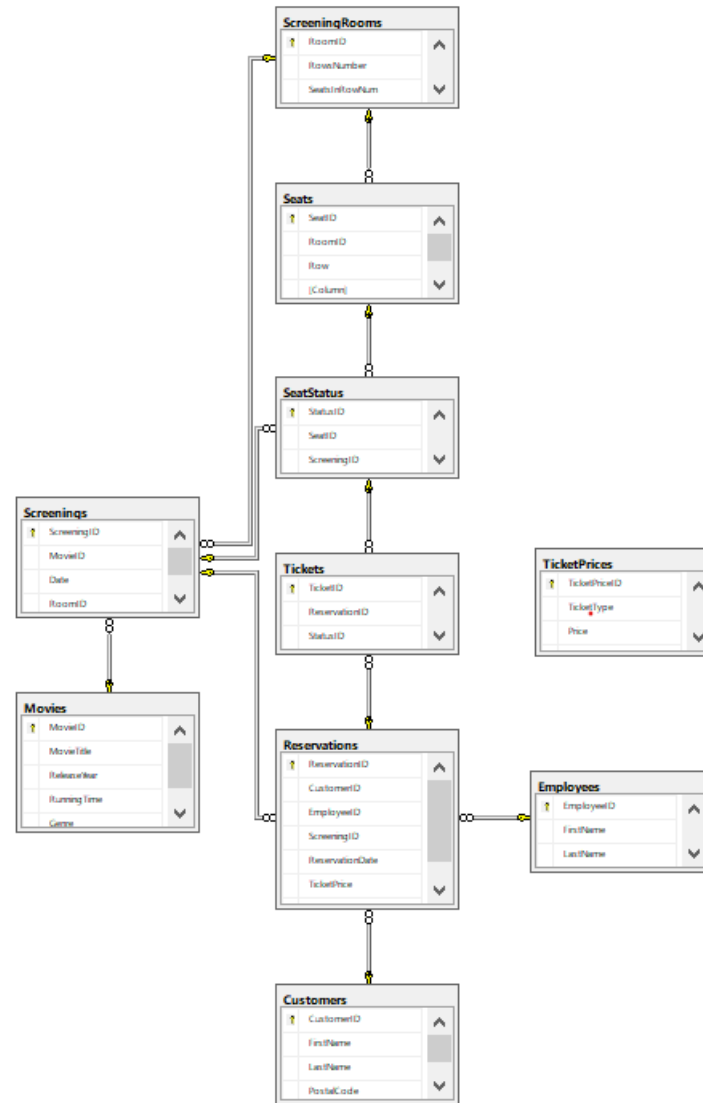 ScreeningRooms
RoomID
RowsNumber
SeatsInRowNum
Seats
SeatID
RoomID
Row
[Column]
SeatStatus
StatusID
SeatID
ScreeningID
Screenings
ScreeningID
MovieID
Date
RoomID
Tickets
TicketID
ReservationID
StatusID
TicketPrices
TicketPriceID
TicketType
Price
Movies
MovieID
MovieTitle
ReleaseYear
RunningTime
Genre
Reservations
ReservationID
CustomerID
EmployeeID
ScreeningID
ReservationDate
TicketPrice
Employees
EmployeeID
FirstName
LastName
Customers
CustomerID
FirstName
LastName
PostalCode